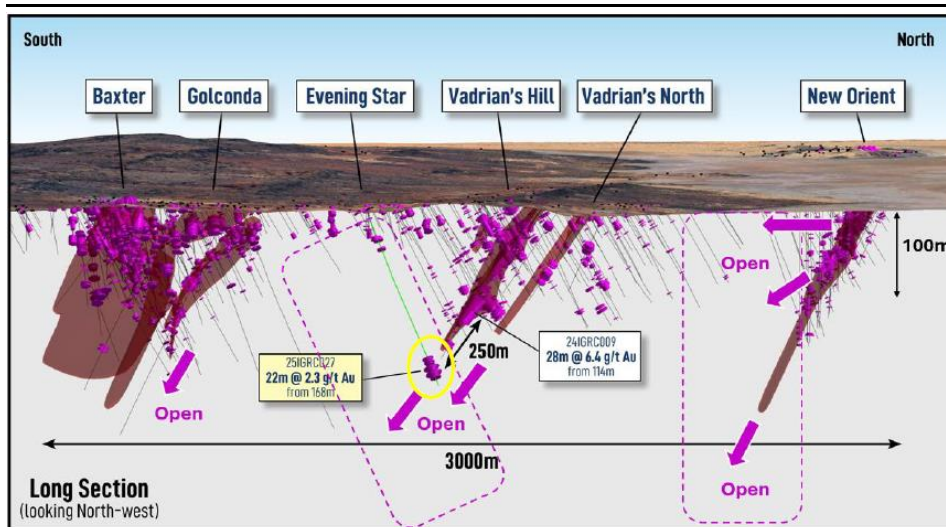 South
North
Baxter
Golconda
Evening Star
Vadrian's Hill
Vadrian's North
New Orient
100m
Open
Open
25IGRC027
22m @ 2.3 g/t Au
from 168m
250m
24IGRC009
28m @ 6.4 g/t Au
from 114m
Open
Open
3000m
Long Section
(looking North-west)